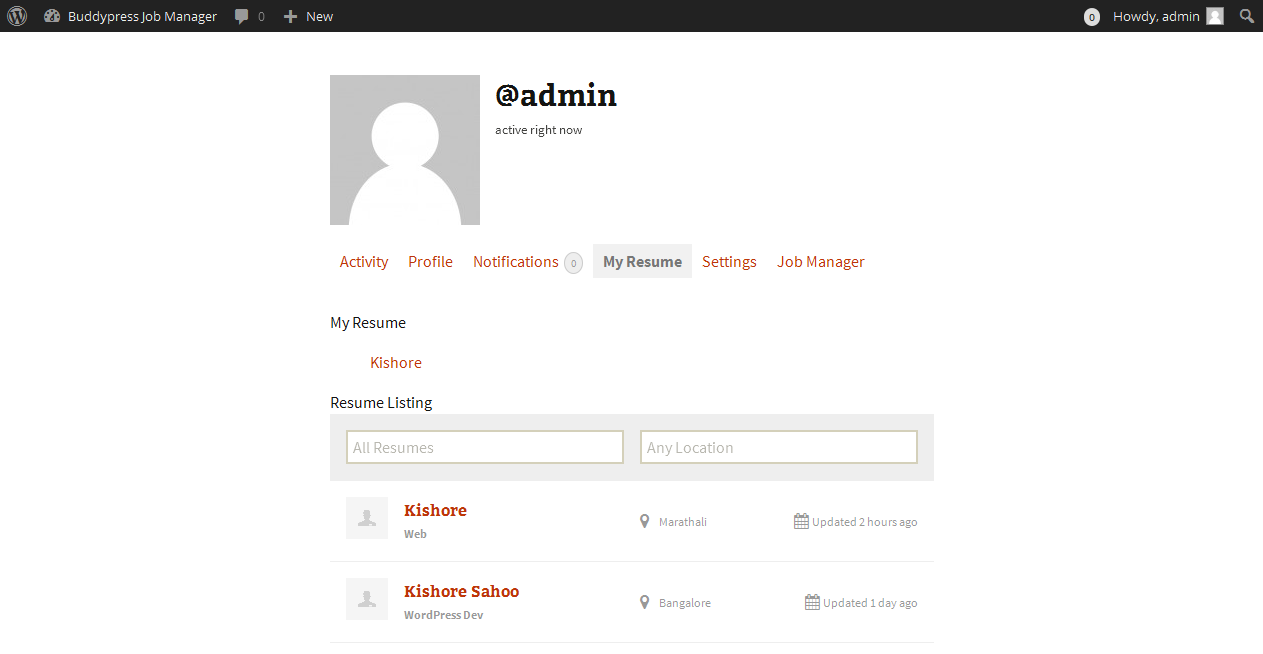 Buddypress Job Manager 0 New 0 Howdy, admin
@admin
active right now
Activity Profile Notifications 0 My Resume Settings Job Manager
My Resume
Kishore
Resume Listing
All Resumes Any Location
Kishore
Web
Marathali
Updated 2 hours ago
Kishore Sahoo
WordPress Dev
Bangalore
Updated 1 day ago